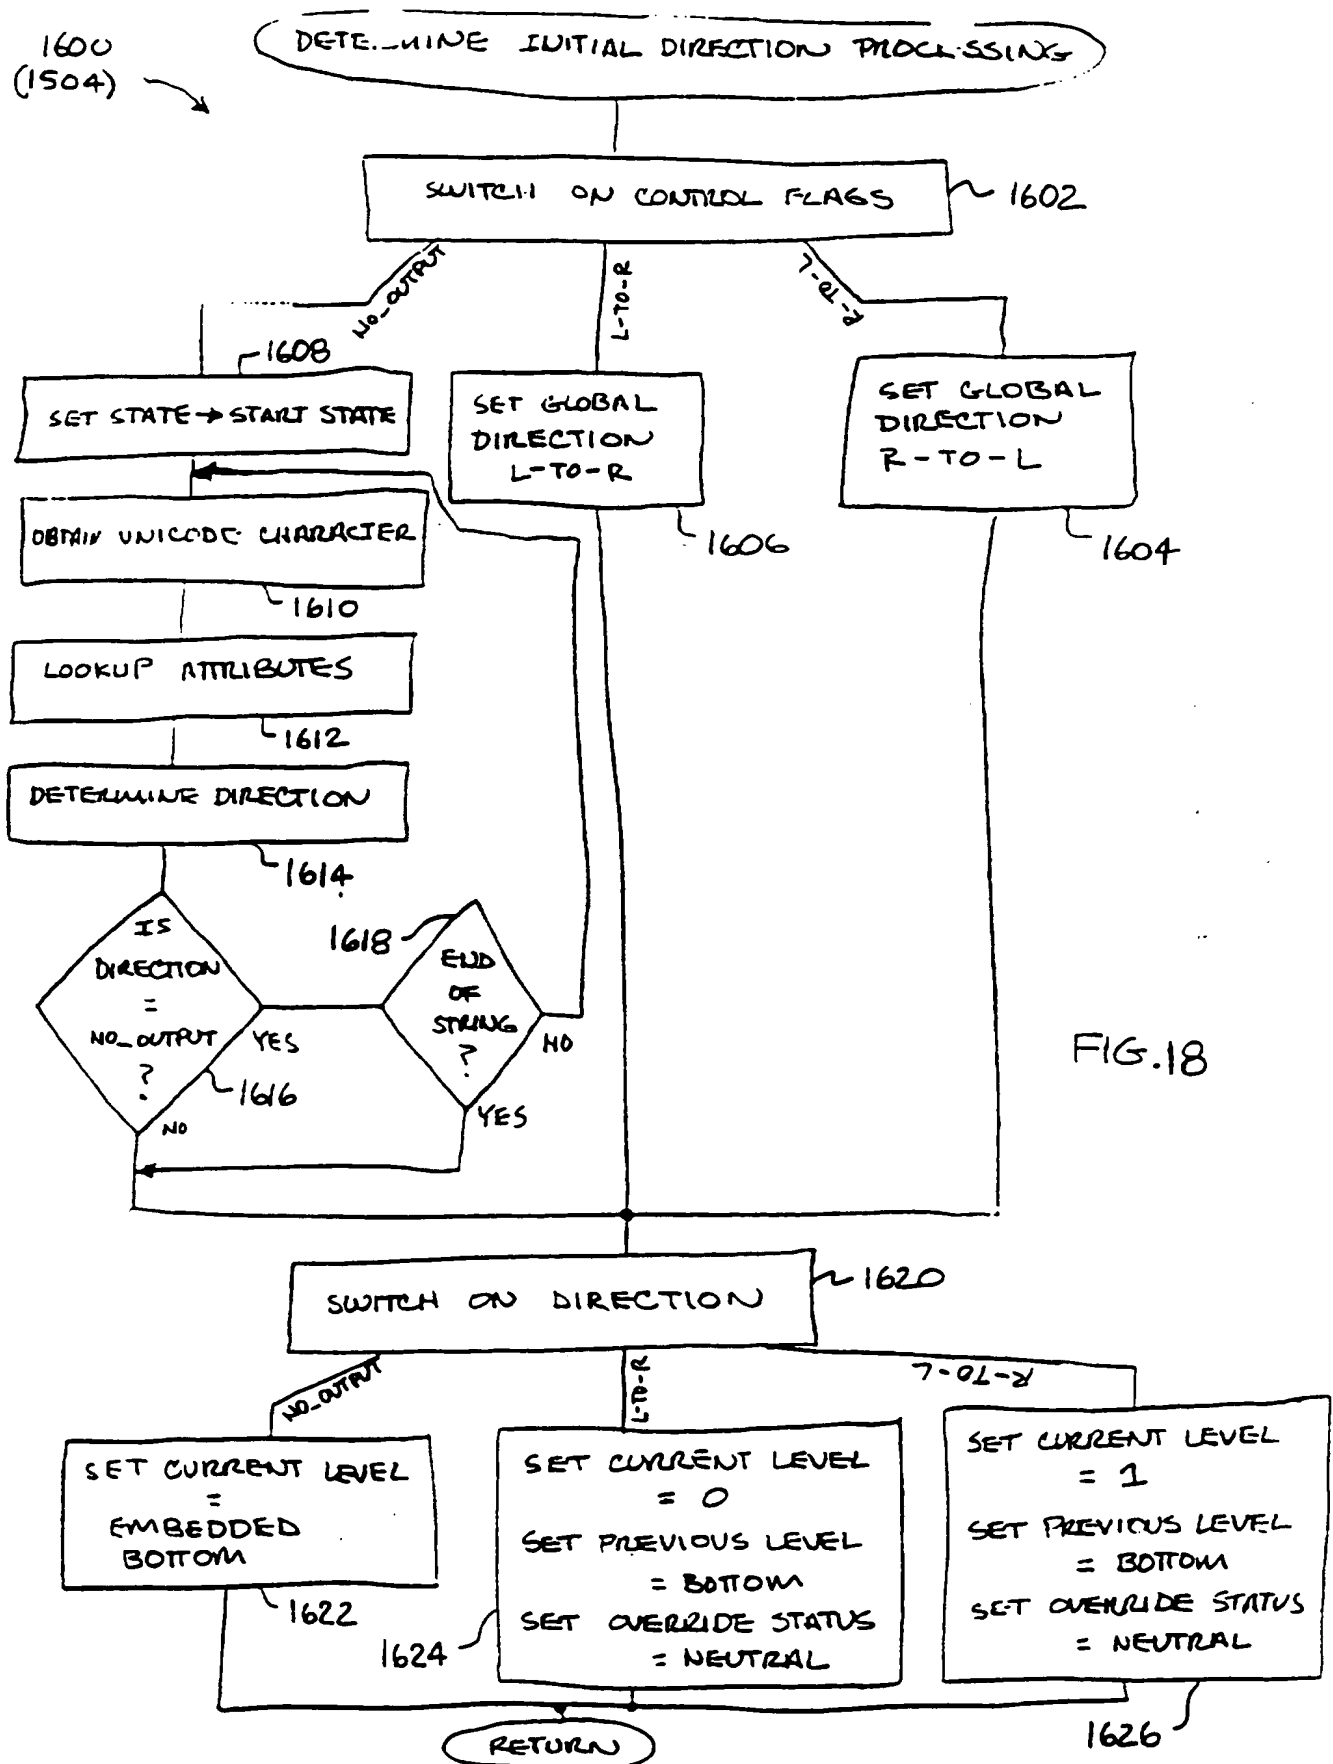 1600
(1504)
DETE..MINE INITIAL DIRECTION PROCESSING
SWITCH ON CONTROL FLAGS
1602
NO_OUTPUT
L-TO-R
R-TO-L
1608
SET STATE → START STATE
SET GLOBAL
DIRECTION
L-TO-R
SET GLOBAL
DIRECTION
R-TO-L
OBTAIN UNICODE CHARACTER
1606
1604
1610
LOOKUP ATTRIBUTES
1612
DETERMINE DIRECTION
1614
IS
DIRECTION
=
NO_OUTPUT
?
YES
1616
NO
1618
END
OF
STRING
?
NO
YES
FIG.18
SWITCH ON DIRECTION
1620
NO_OUTPUT
L-TO-R
R-TO-L
SET CURRENT LEVEL
=
EMBEDDED
BOTTOM
1622
SET CURRENT LEVEL
= 0
SET PREVIOUS LEVEL
= BOTTOM
SET OVERRIDE STATUS
= NEUTRAL
1624
SET CURRENT LEVEL
= 1
SET PREVIOUS LEVEL
= BOTTOM
SET OVERRIDE STATUS
= NEUTRAL
1626
RETURN